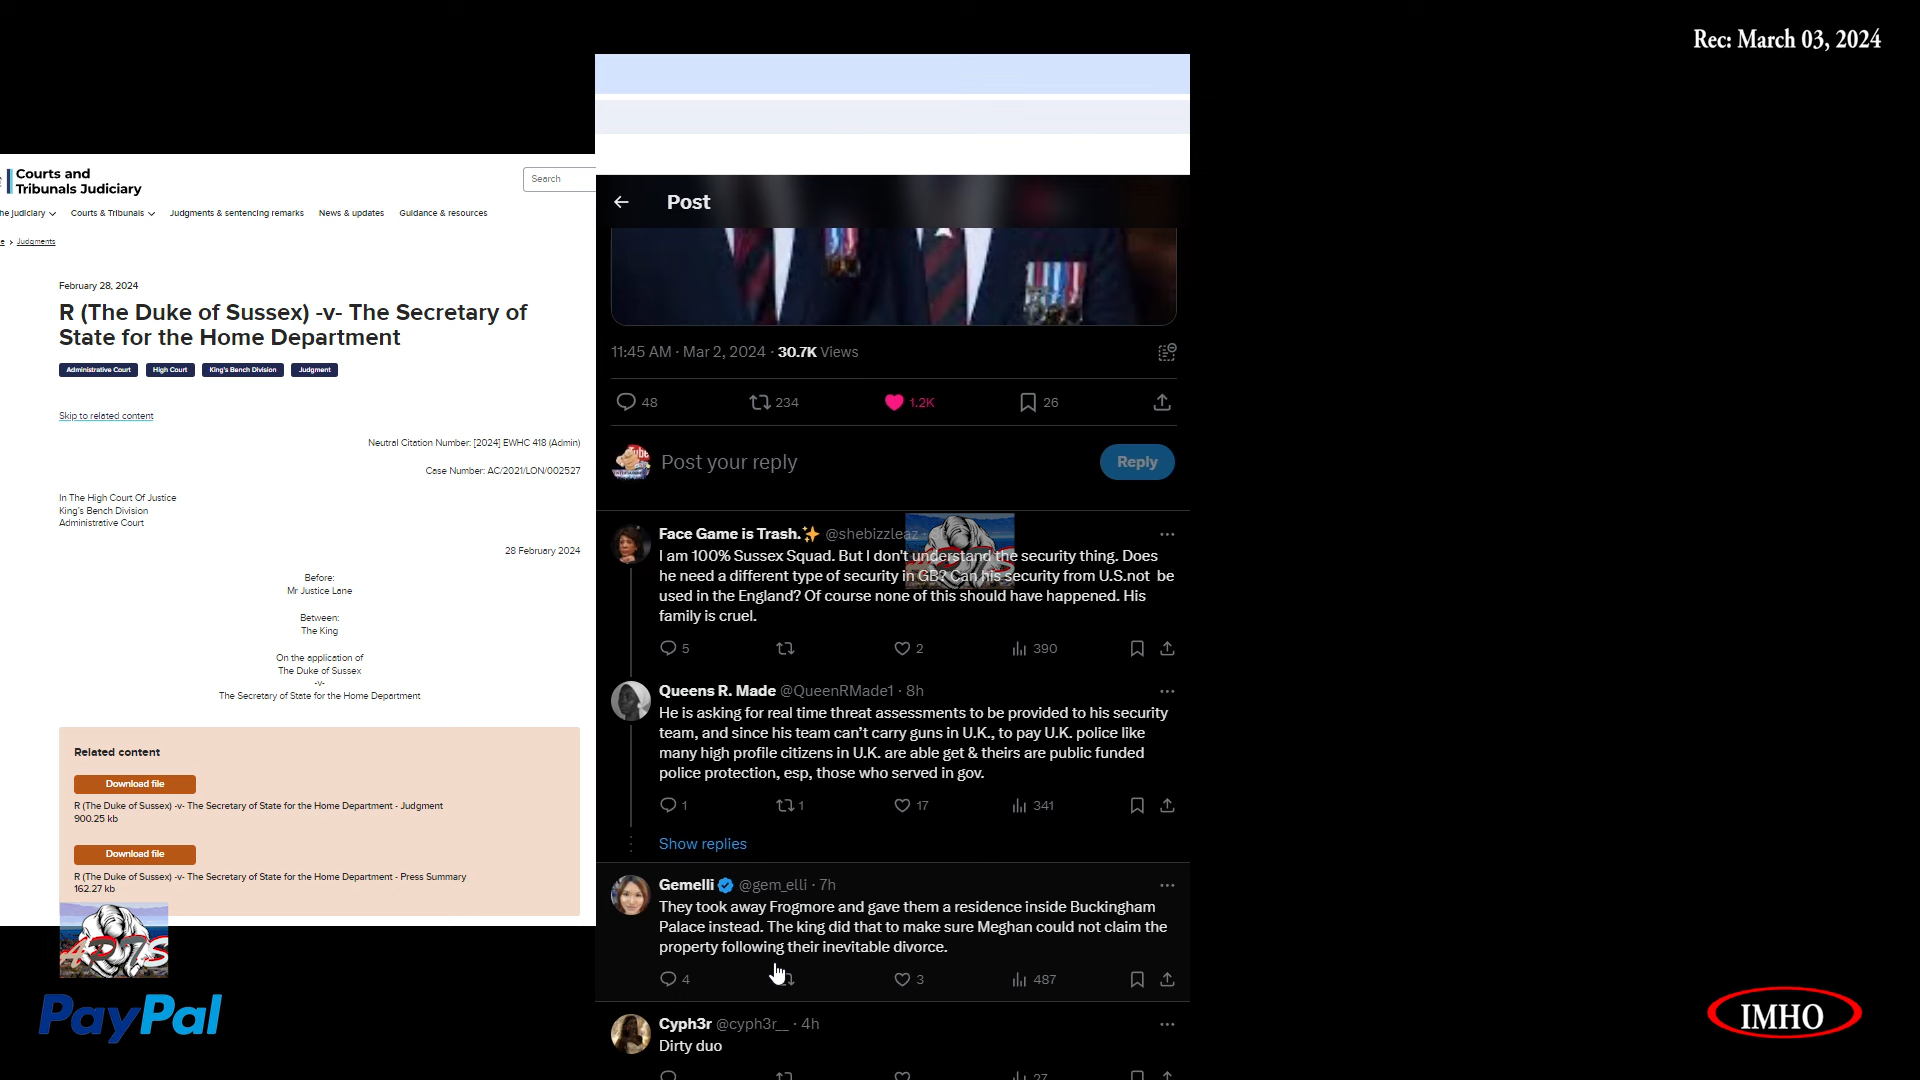 Rec: March 03, 2024
Courts and
Tribunals Judiciary
Search
he judiciary
Courts & Tribunals
Judgments & sentencing remarks
News & updates
Guidance & resources
e > Judgments
February 28, 2024
R (The Duke of Sussex) -v- The Secretary of
State for the Home Department
Administrative Court
High Court
King's Bench Division
Judgment
Skip to related content
Neutral Citation Number: [2024] EWHC 418 (Admin)
Case Number: AC/2021/LON/002527
In The High Court Of Justice
King's Bench Division
Administrative Court
28 February 2024
Before:
Mr Justice Lane
Between:
The King
On the application of
The Duke of Sussex
-v-
The Secretary of State for the Home Department
Related content
Download file
R (The Duke of Sussex) -v- The Secretary of State for the Home Department - Judgment
900.25 kb
Download file
R (The Duke of Sussex) -v- The Secretary of State for the Home Department - Press Summary
162.27 kb
PayPal
Post
11:45 AM · Mar 2, 2024 · 30.7K Views
48 234 1.2K 26
Post your reply
Reply
Face Game is Trash.✨ @shebizzleaz
I am 100% Sussex Squad. But I don't understand the security thing. Does
he need a different type of security in GB? Can his security from U.S.not be
used in the England? Of course none of this should have happened. His
family is cruel.
5 2 390
Queens R. Made @QueenRMade1 · 8h
He is asking for real time threat assessments to be provided to his security
team, and since his team can't carry guns in U.K., to pay U.K. police like
many high profile citizens in U.K. are able get & theirs are public funded
police protection, esp, those who served in gov.
1 1 17 341
Show replies
Gemelli @gem_elli · 7h
They took away Frogmore and gave them a residence inside Buckingham
Palace instead. The king did that to make sure Meghan could not claim the
property following their inevitable divorce.
4 3 487
Cyph3r @cyph3r__ · 4h
Dirty duo
27
IMHO